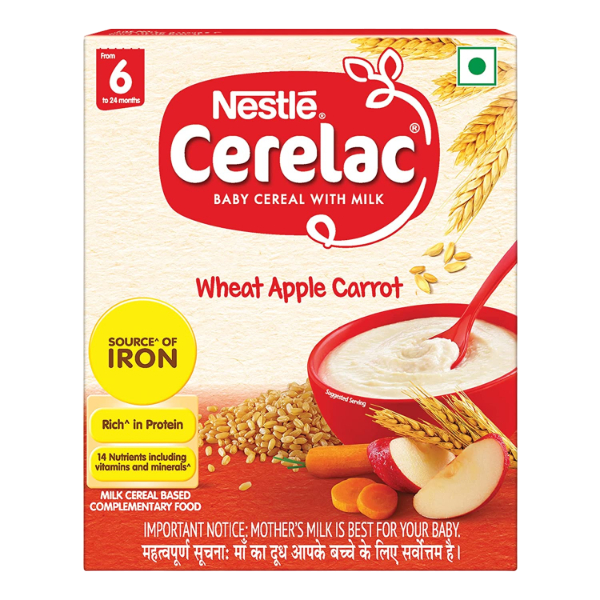 From
6
to 24 months
Nestlé®
Cerelac®
BABY CEREAL WITH MILK
Wheat Apple Carrot
SOURCE^ OF
IRON
Rich^ in Protein
14 Nutrients including
vitamins and minerals^
Suggested Serving
MILK CEREAL BASED
COMPLEMENTARY FOOD
IMPORTANT NOTICE: MOTHER'S MILK IS BEST FOR YOUR BABY.
महत्वपूर्ण सूचना: माँ का दूध आपके बच्चे के लिए सर्वोत्तम है।